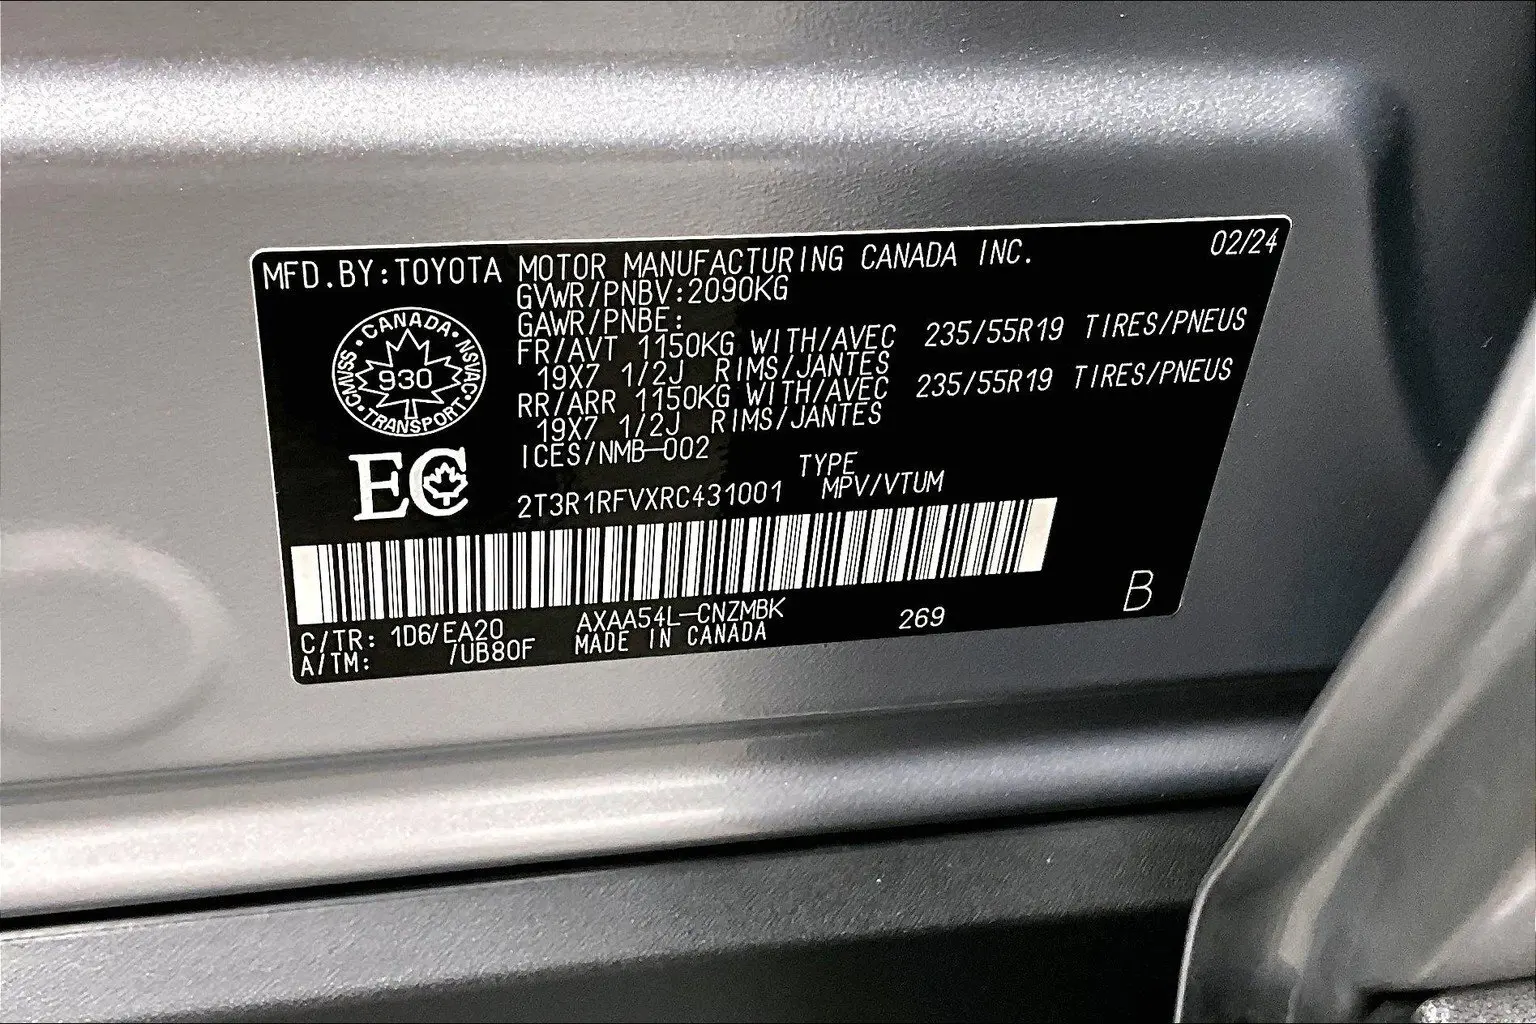 MFD.BY:TOYOTA MOTOR MANUFACTURING CANADA INC. 02/24
GVWR/PNBV:2090KG
GAWR/PNBE:
FR/AVT 1150KG WITH/AVEC 235/55R19 TIRES/PNEUS
19X7 1/2J RIMS/JANTES
RR/ARR 1150KG WITH/AVEC 235/55R19 TIRES/PNEUS
19X7 1/2J RIMS/JANTES
ICES/NMB-002
CANADA
CMVSS 930 NSVAC
TRANSPORT
EC
TYPE
2T3R1RFVXRC431001 MPV/VTUM
C/TR: 1D6/EA20 AXAA54L-CNZMBK 269 B
A/TM: /UB80F MADE IN CANADA